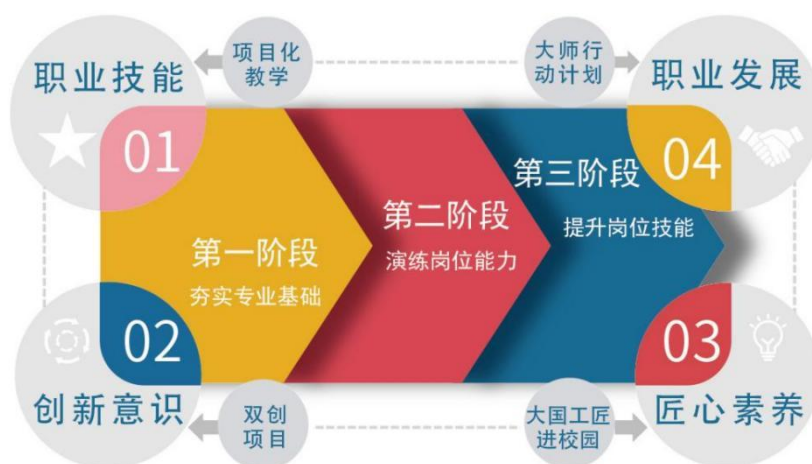 职业技能
01
项目化
教学
大师行
动计划
职业发展
04
第一阶段
夯实专业基础
第二阶段
演练岗位能力
第三阶段
提升岗位技能
02
创新意识
双创
项目
大国工匠
进校园
03
匠心素养